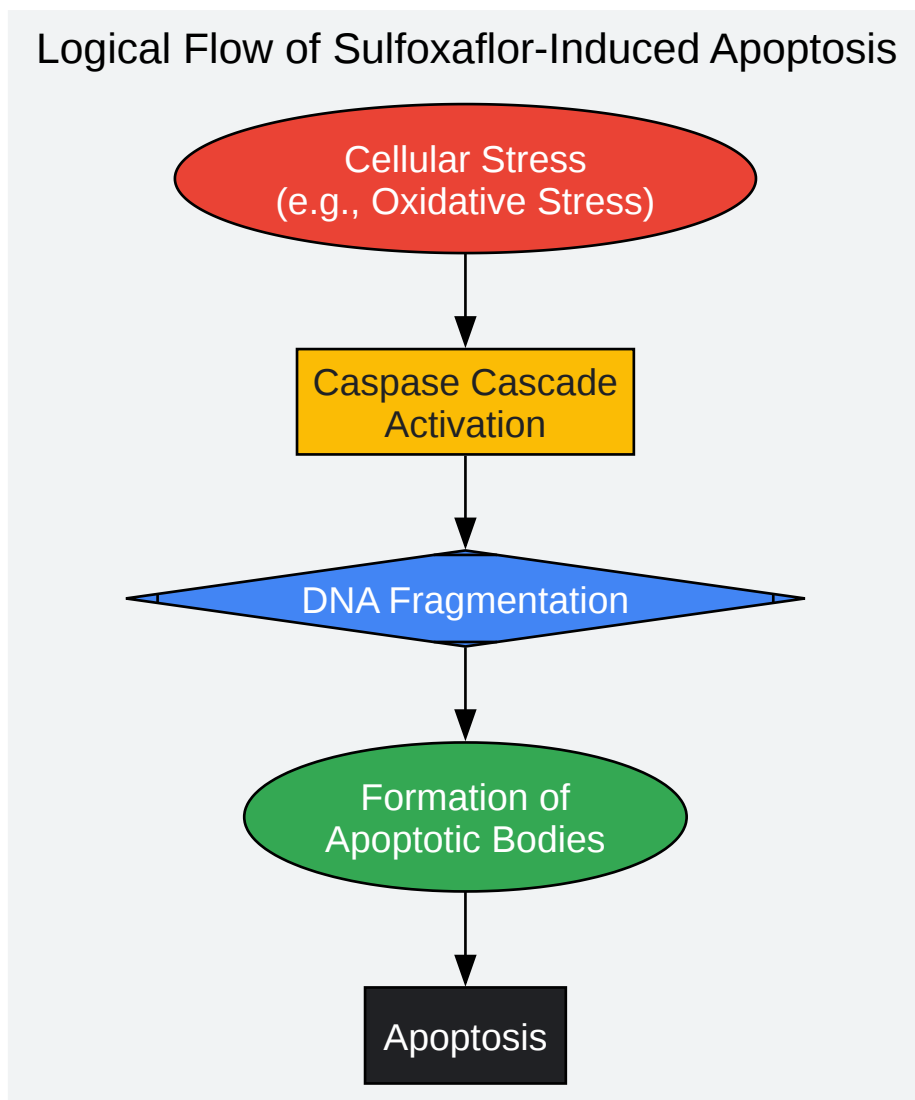 Logical Flow of Sulfoxaflor-Induced Apoptosis
Cellular Stress
(e.g., Oxidative Stress)
Caspase Cascade
Activation
DNA Fragmentation
Formation of
Apoptotic Bodies
Apoptosis